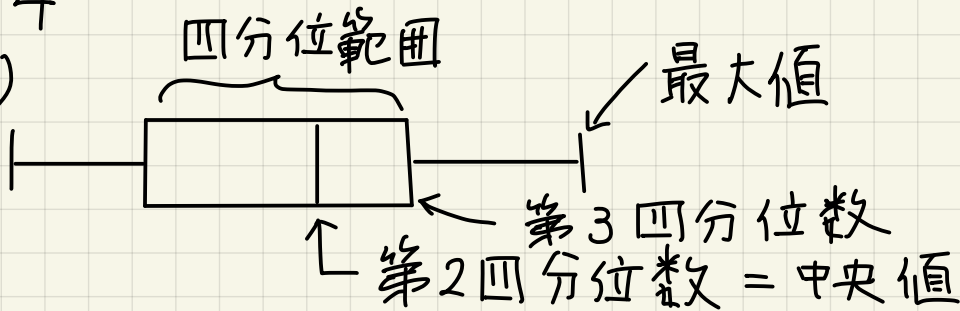 四分位範囲
最大値
第3四分位数
第2四分位数 = 中央値